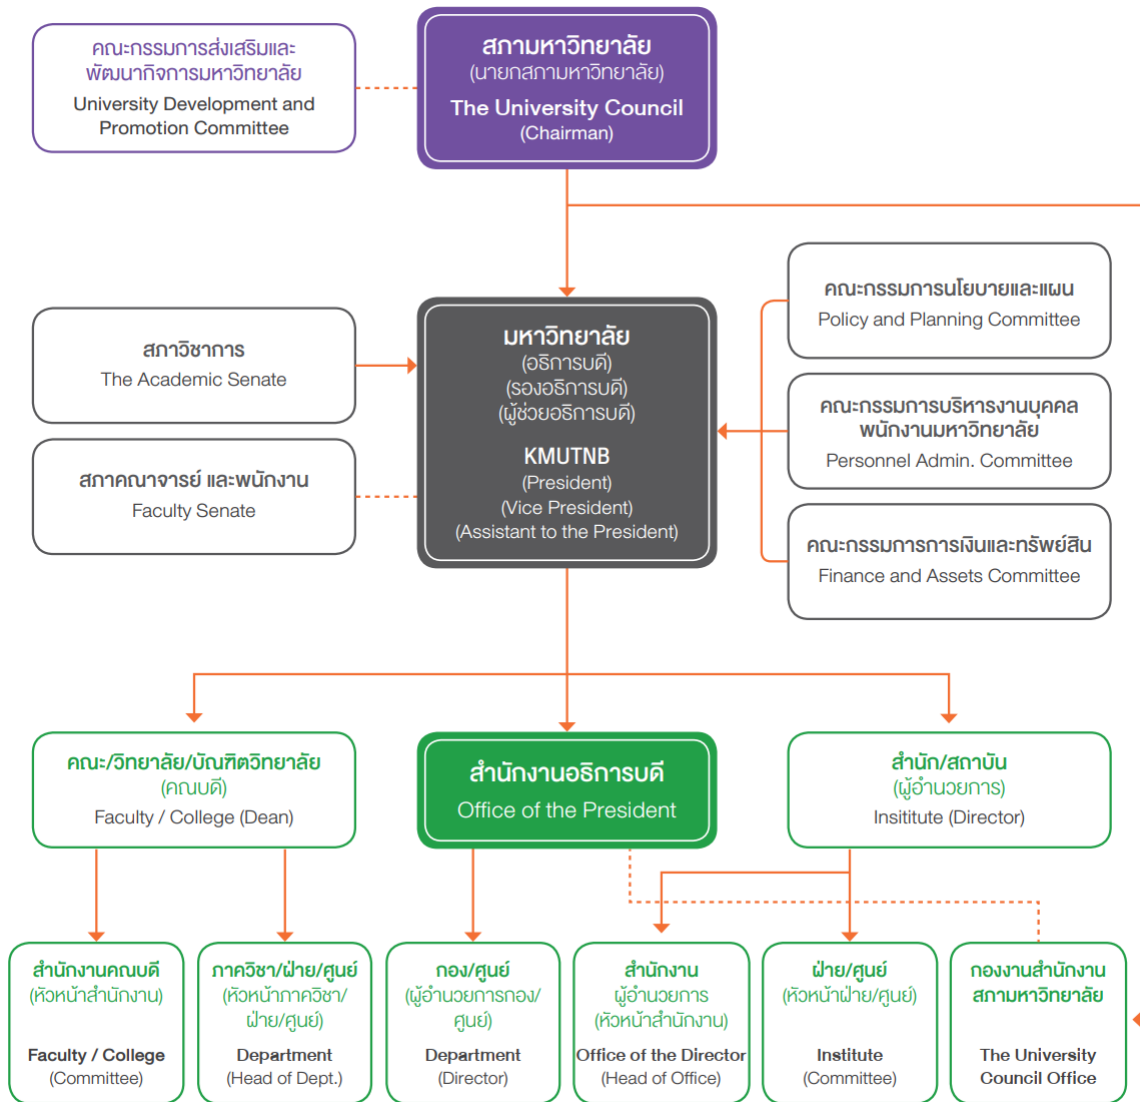 คณะกรรมการส่งเสริมและ
พัฒนากิจการมหาวิทยาลัย
University Development and
Promotion Committee
สภามหาวิทยาลัย
(นายกสภามหาวิทยาลัย)
The University Council
(Chairman)
สภาวิชาการ
The Academic Senate
สภาคณาจารย์ และพนักงาน
Faculty Senate
มหาวิทยาลัย
(อธิการบดี)
(รองอธิการบดี)
(ผู้ช่วยอธิการบดี)
KMUTNB
(President)
(Vice President)
(Assistant to the President)
คณะกรรมการนโยบายและแผน
Policy and Planning Committee
คณะกรรมการบริหารงานบุคคล
พนักงานมหาวิทยาลัย
Personnel Admin. Committee
คณะกรรมการการเงินและทรัพย์สิน
Finance and Assets Committee
คณะ/วิทยาลัย/บัณฑิตวิทยาลัย
(คณบดี)
Faculty / College (Dean)
สำนักงานอธิการบดี
Office of the President
สำนัก/สถาบัน
(ผู้อำนวยการ)
Insititute (Director)
สำนักงานคณบดี
(หัวหน้าสำนักงาน)
Faculty / College
(Committee)
ภาควิชา/ฝ่าย/ศูนย์
(หัวหน้าภาควิชา/
ฝ่าย/ศูนย์)
Department
(Head of Dept.)
กอง/ศูนย์
(ผู้อำนวยการกอง/
ศูนย์)
Department
(Director)
สำนักงาน
ผู้อำนวยการ
(หัวหน้าสำนักงาน)
Office of the Director
(Head of Office)
ฝ่าย/ศูนย์
(หัวหน้าฝ่าย/ศูนย์)
Institute
(Committee)
กองงานสำนักงาน
สภามหาวิทยาลัย
The University
Council Office